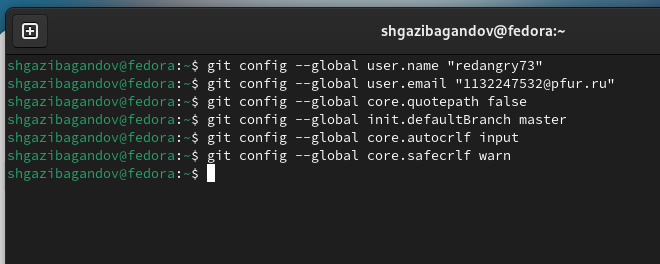 shgazibagandov@fedora:~
shgazibagandov@fedora:~$ git config --global user.name "redangry73"
shgazibagandov@fedora:~$ git config --global user.email "1132247532@pfur.ru"
shgazibagandov@fedora:~$ git config --global core.quotepath false
shgazibagandov@fedora:~$ git config --global init.defaultBranch master
shgazibagandov@fedora:~$ git config --global core.autocrlf input
shgazibagandov@fedora:~$ git config --global core.safecrlf warn
shgazibagandov@fedora:~$